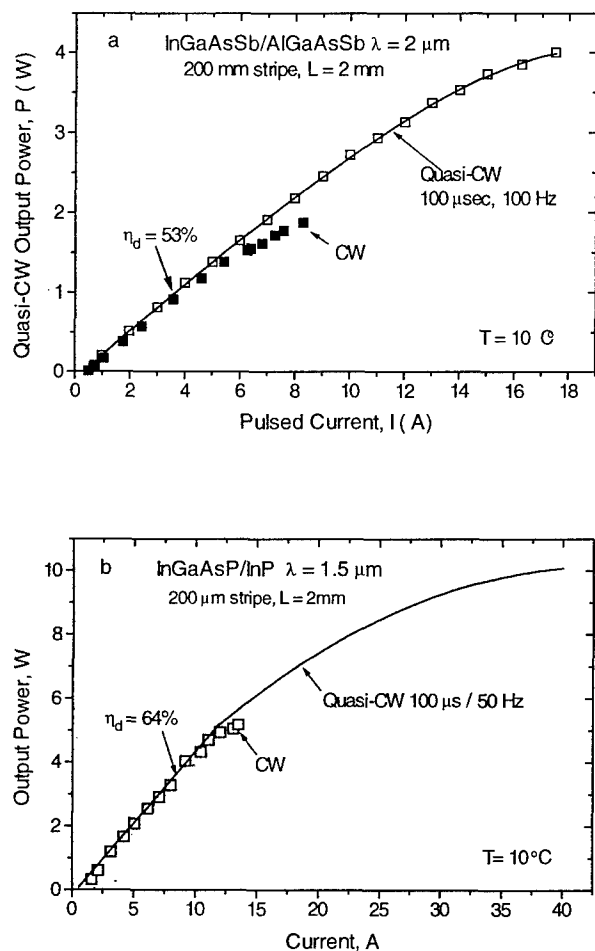 a
InGaAsSb/AlGaAsSb λ = 2 μm
200 mm stripe, L = 2 mm
Quasi-CW
100 μsec, 100 Hz
η_d = 53%
CW
T = 10 C
Quasi-CW Output Power, P ( W )
4
3
2
1
0
0 2 4 6 8 10 12 14 16 18
Pulsed Current, I ( A )
b
InGaAsP/InP λ = 1.5 μm
200 μm stripe, L = 2mm
Quasi-CW 100 μs / 50 Hz
η_d = 64%
CW
T= 10°C
Output Power, W
10
8
6
4
2
0
0 5 10 15 20 25 30 35 40
Current, A